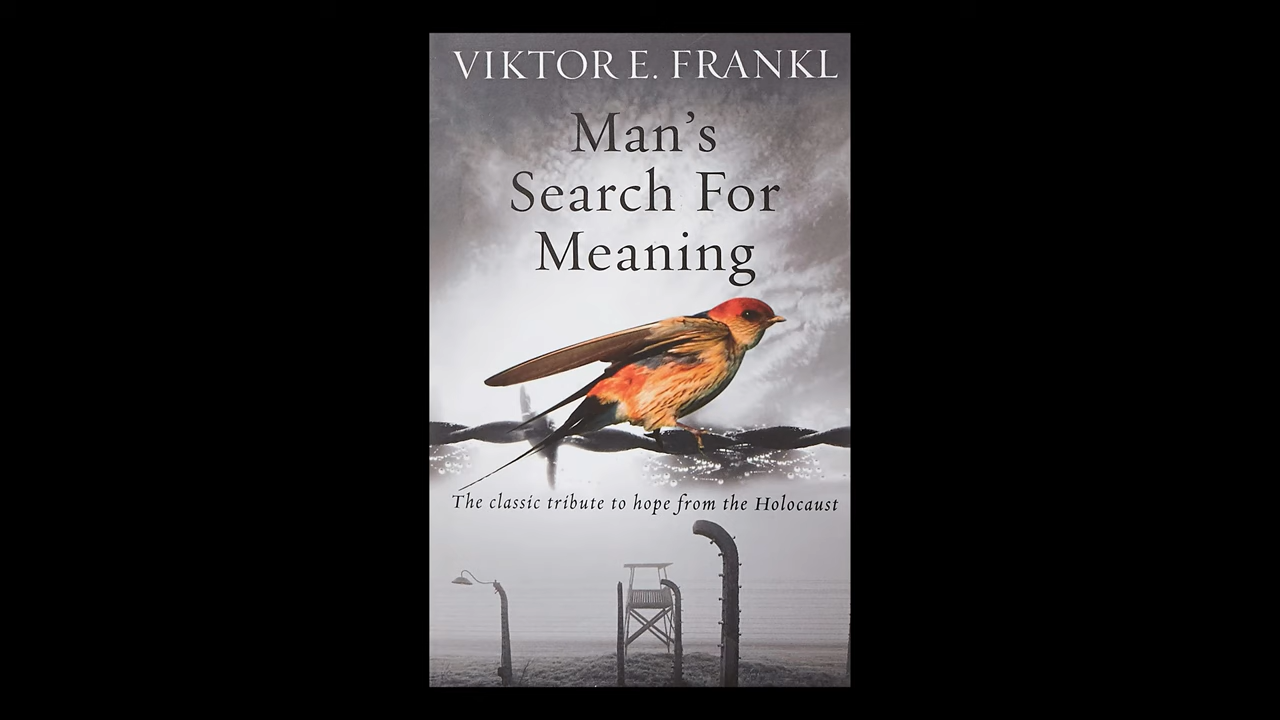 VIKTOR E. FRANKL
Man's
Search For
Meaning
The classic tribute to hope from the Holocaust